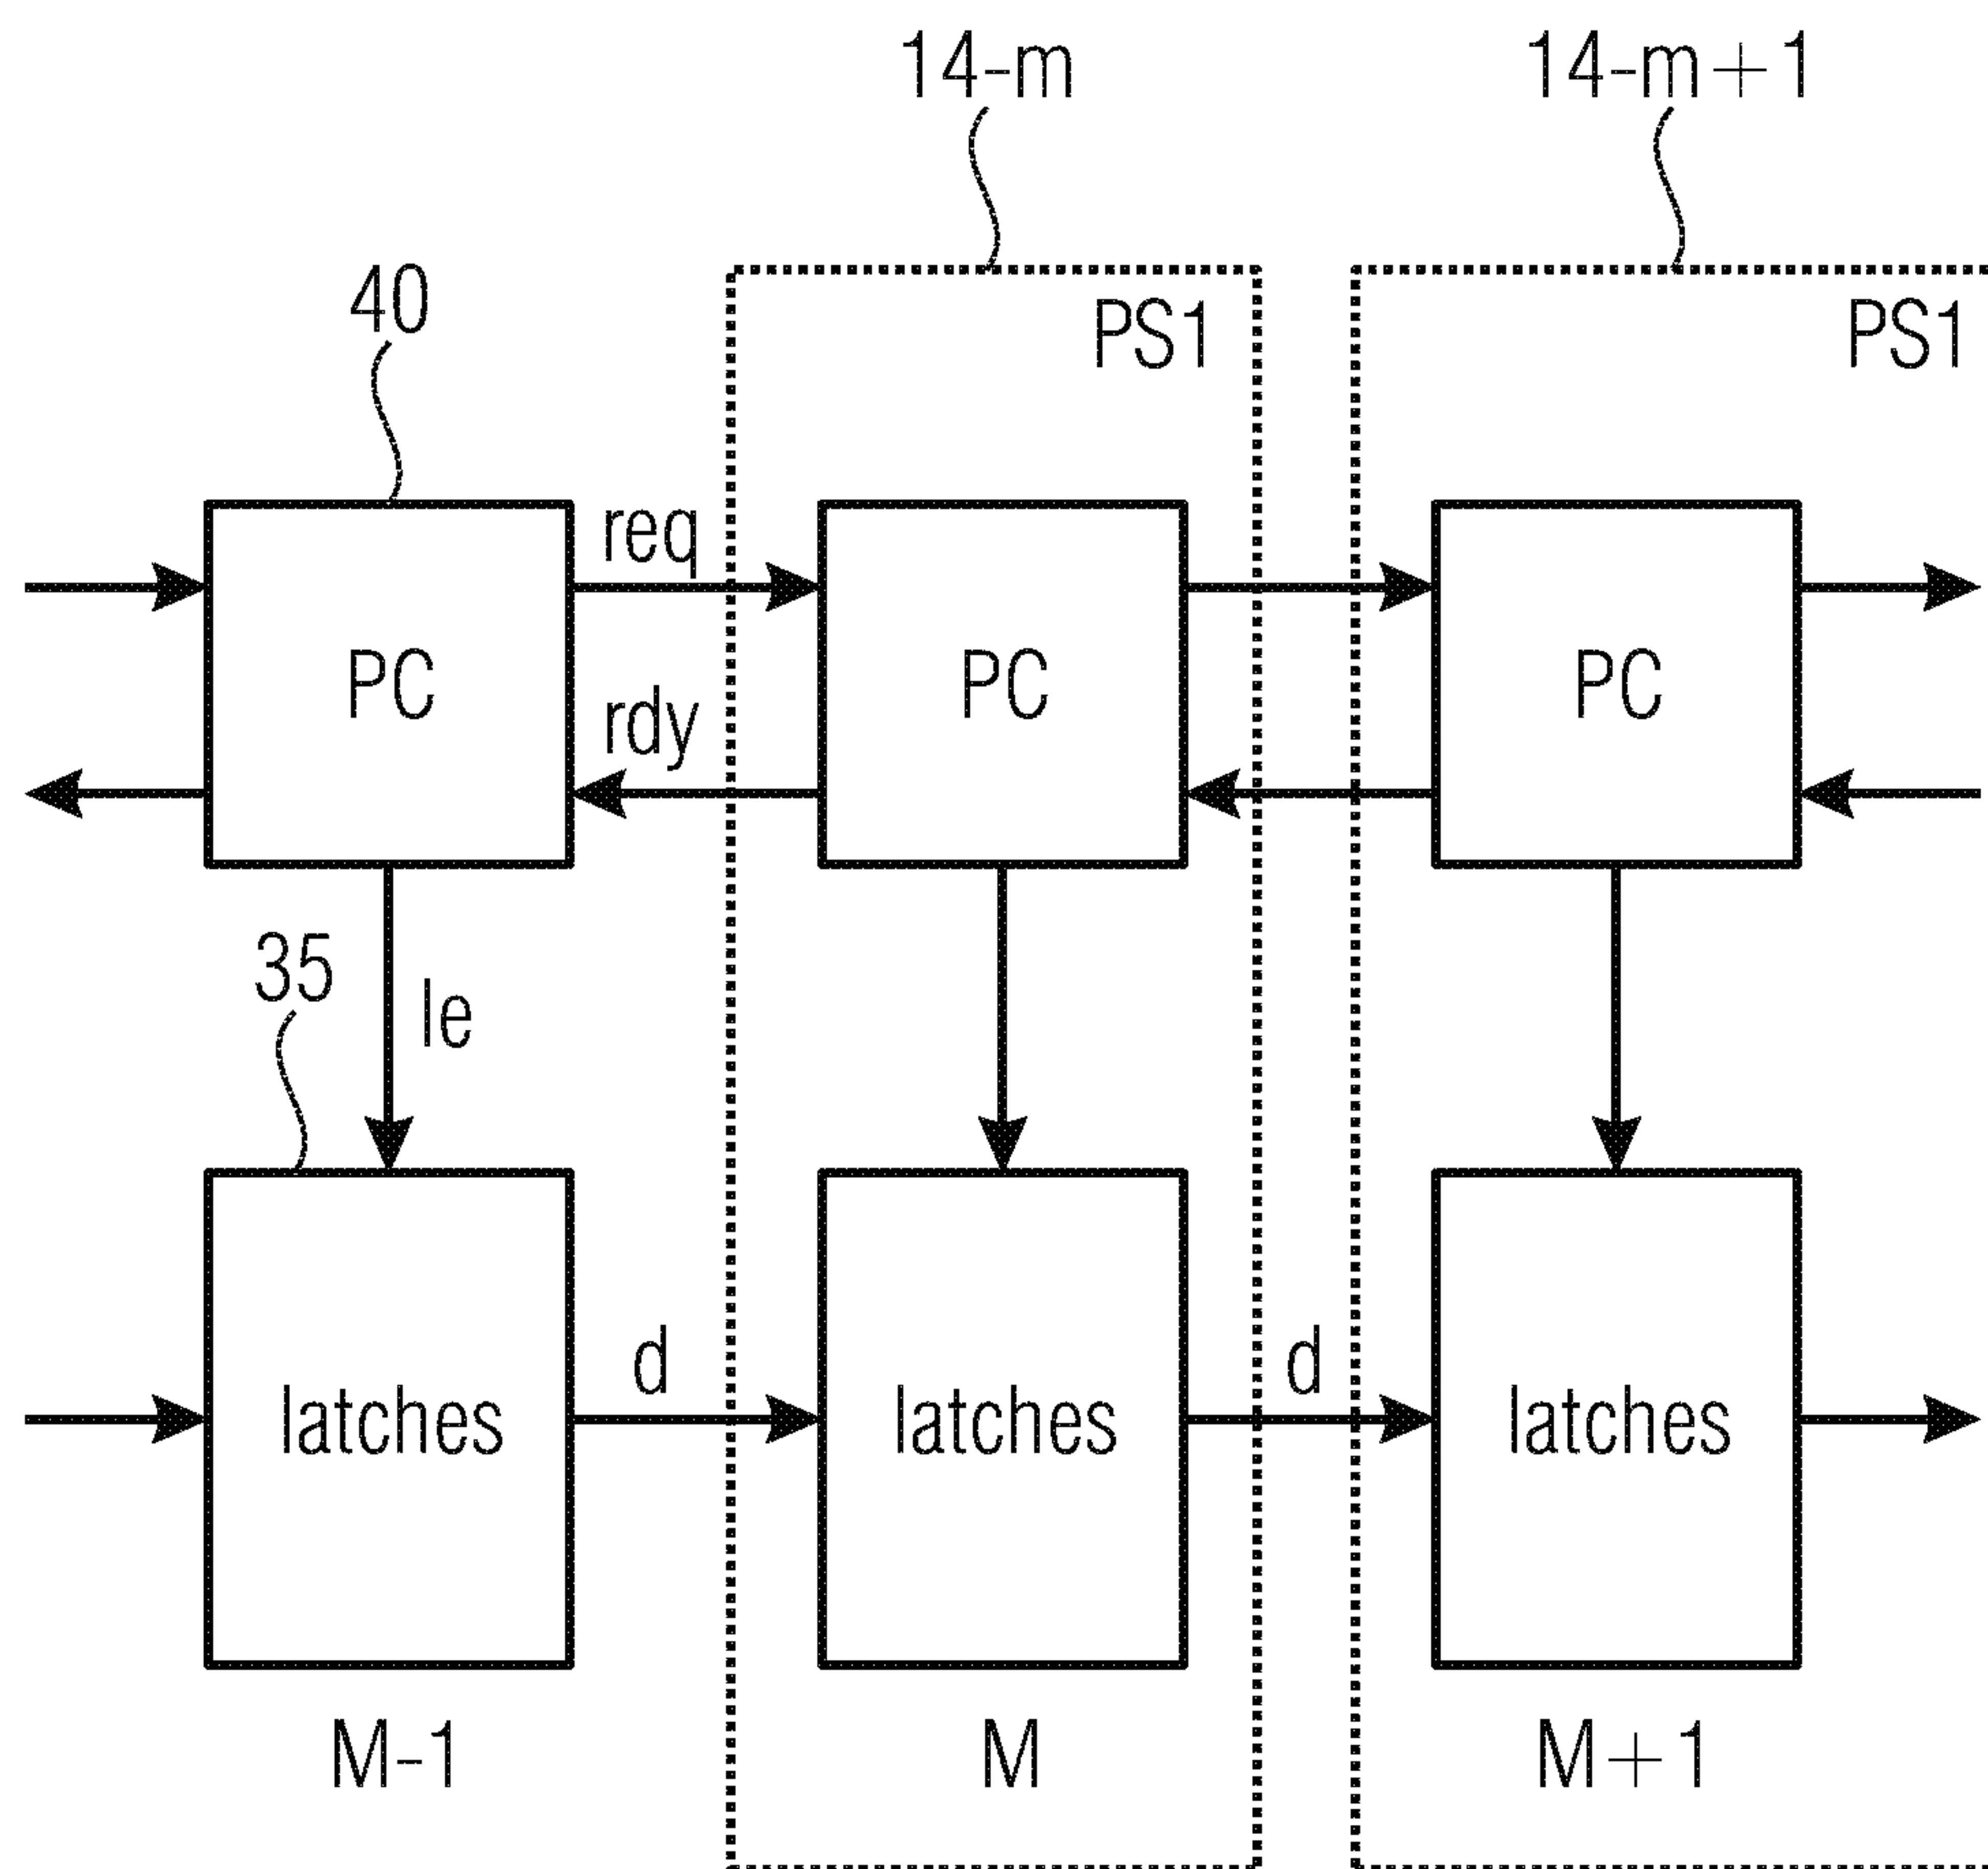 14-m
14-m+1
40
PS1
PS1
req
PC
PC
PC
rdy
35
le
d
d
latches
latches
latches
M-1
M
M+1